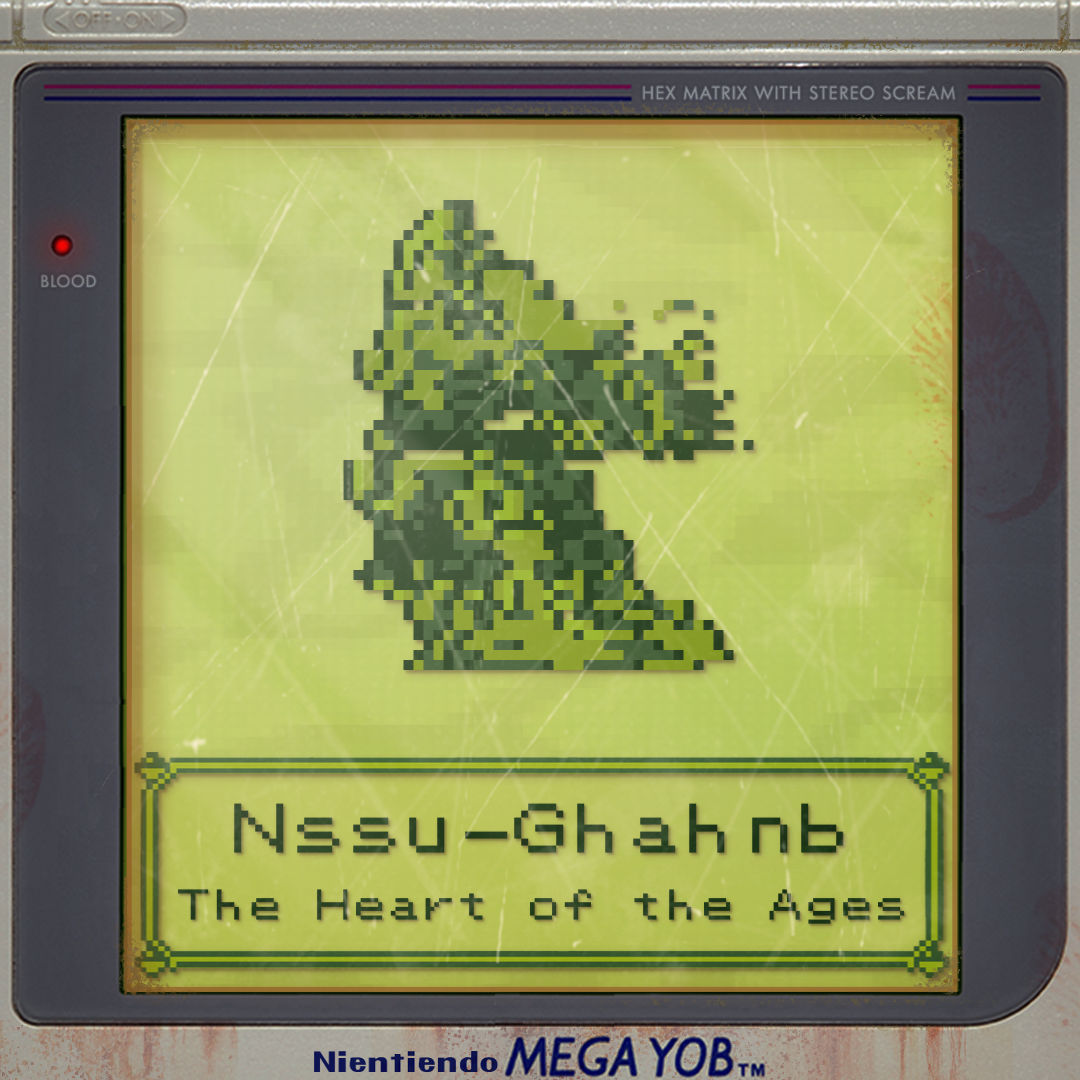 OFF•ON
HEX MATRIX WITH STEREO SCREAM
BLOOD
Nssu-Ghahnb
The Heart of the Ages
Nientiendo MEGA YOB™